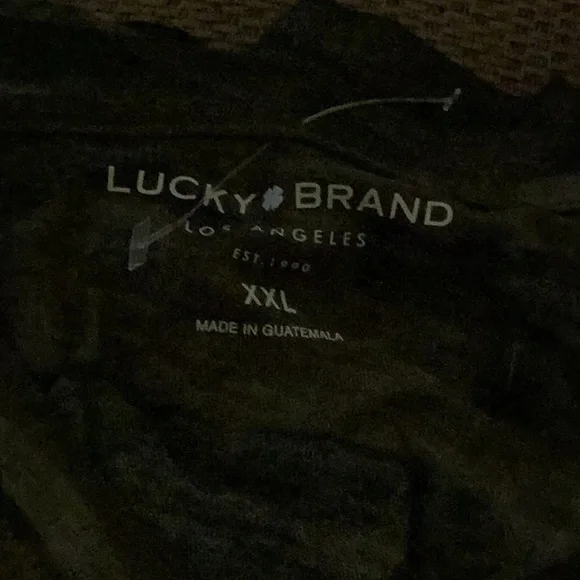 LUCKY BRAND
LOS ANGELES
EST. 1990
XXL
MADE IN GUATEMALA